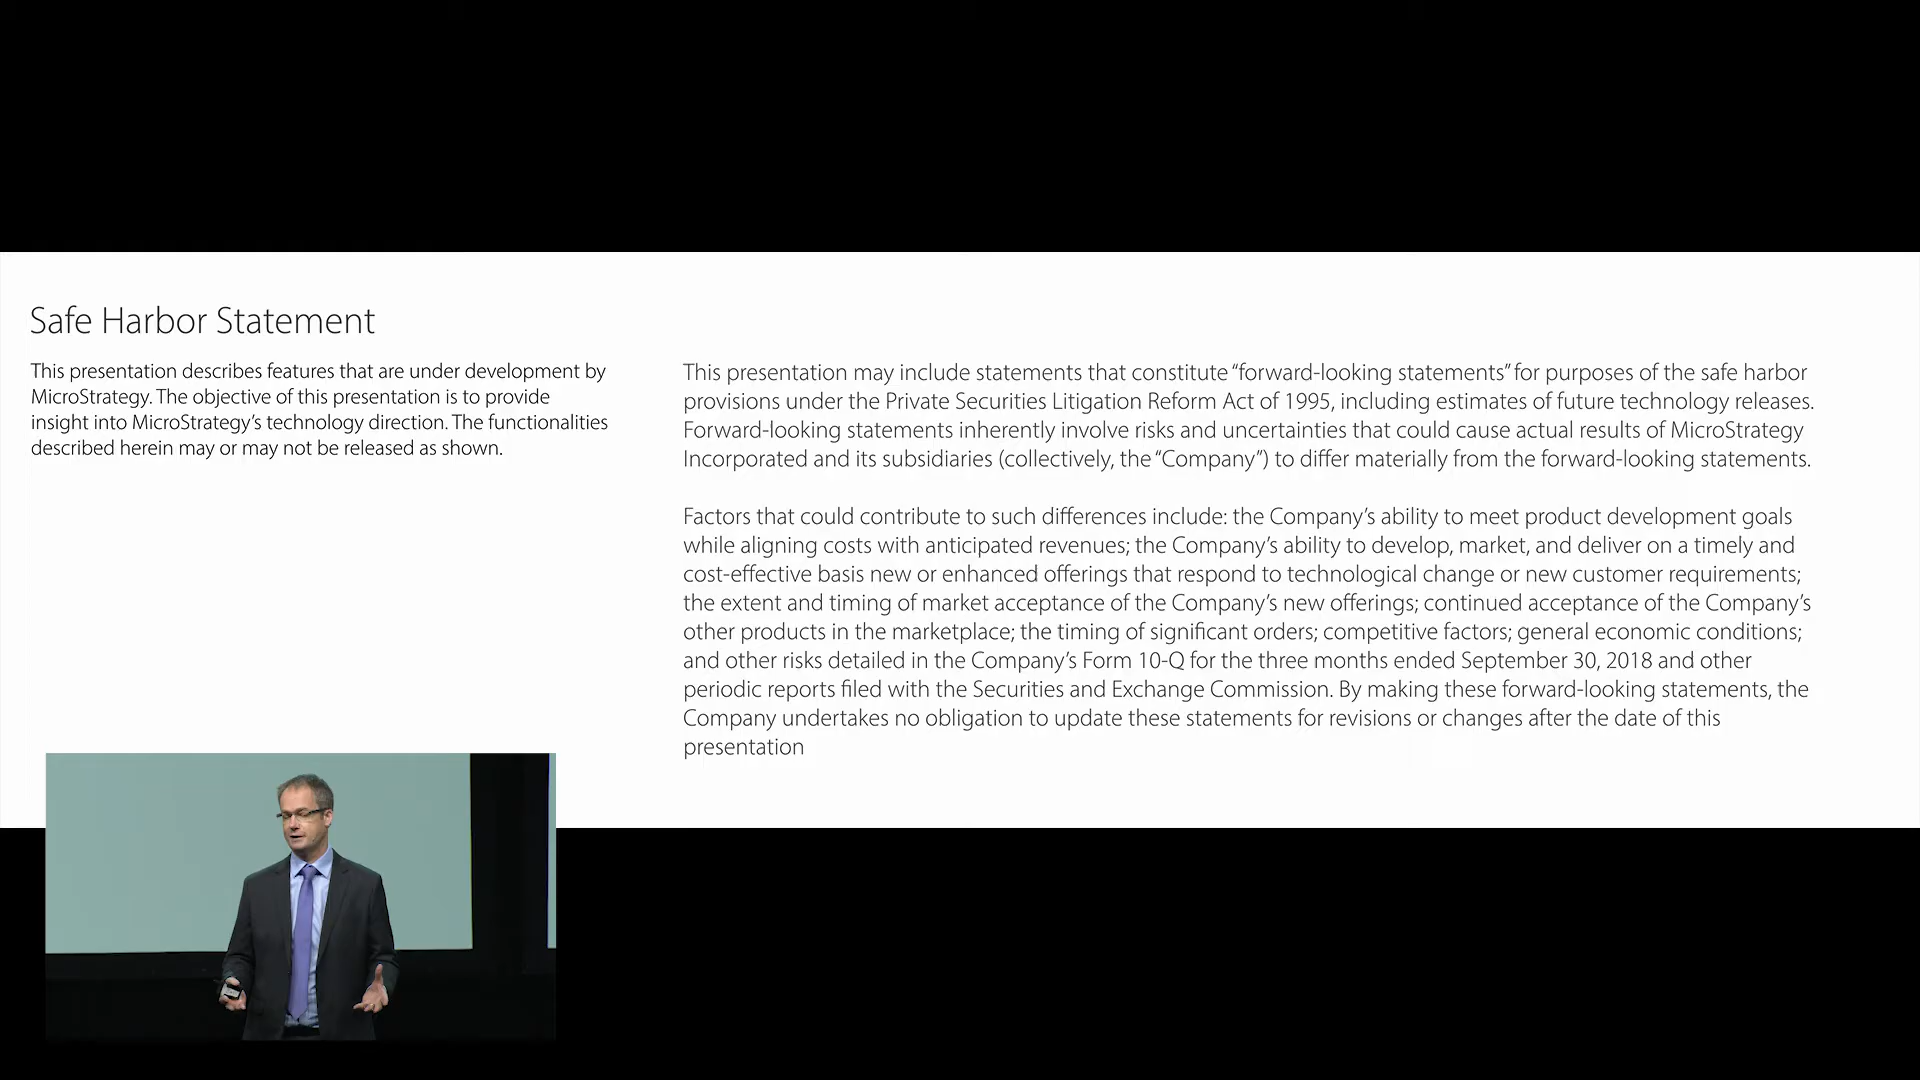 Safe Harbor Statement
This presentation describes features that are under development by
MicroStrategy. The objective of this presentation is to provide
insight into MicroStrategy’s technology direction. The functionalities
described herein may or may not be released as shown.
This presentation may include statements that constitute “forward-looking statements” for purposes of the safe harbor
provisions under the Private Securities Litigation Reform Act of 1995, including estimates of future technology releases.
Forward-looking statements inherently involve risks and uncertainties that could cause actual results of MicroStrategy
Incorporated and its subsidiaries (collectively, the “Company”) to differ materially from the forward-looking statements.
Factors that could contribute to such differences include: the Company’s ability to meet product development goals
while aligning costs with anticipated revenues; the Company’s ability to develop, market, and deliver on a timely and
cost-effective basis new or enhanced offerings that respond to technological change or new customer requirements;
the extent and timing of market acceptance of the Company’s new offerings; continued acceptance of the Company’s
other products in the marketplace; the timing of significant orders; competitive factors; general economic conditions;
and other risks detailed in the Company’s Form 10-Q for the three months ended September 30, 2018 and other
periodic reports filed with the Securities and Exchange Commission. By making these forward-looking statements, the
Company undertakes no obligation to update these statements for revisions or changes after the date of this
presentation